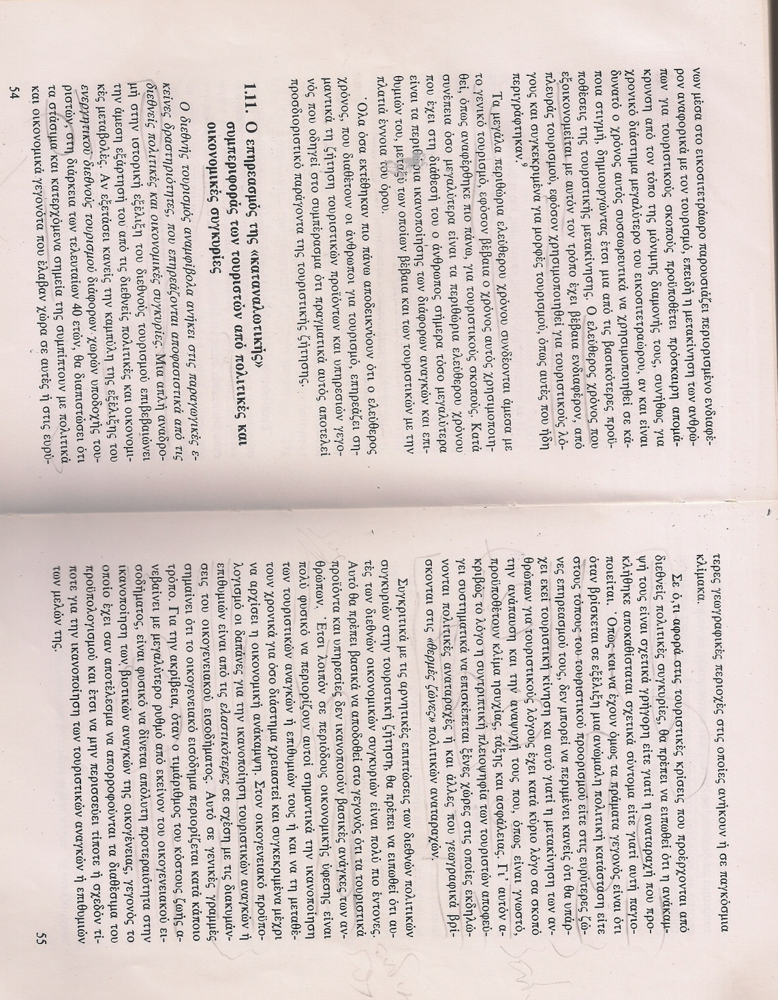 νων μέσα στο εικοσιτετράωρο παρουσιάζει περιορισμένο ενδιαφέ-
ρον αναφορικά με τον τουρισμό, επειδή η μετακίνηση των ανθρώ-
πων για τουριστικούς σκοπούς προϋποθέτει πρόσκαιρη απομά-
κρυνση από τον τόπο της μόνιμης διαμονής τους, συνήθως για
χρονικό διάστημα μεγαλύτερο του εικοσιτετραώρου, αν και είναι
δυνατό ο χρόνος αυτός συσσωρευτικά να χρησιμοποιηθεί σε κά-
ποια στιγμή, δημιουργώντας έτσι μια από τις βασικότερες προϋ-
ποθέσεις της τουριστικής μετακίνησης. Ο ελεύθερος χρόνος που
εξοικονομείται με αυτόν τον τρόπο έχει βέβαια ενδιαφέρον, από
πλευράς τουρισμού, εφόσον χρησιμοποιηθεί για τουριστικούς λό-
γους και συγκεκριμένα για μορφές τουρισμού, όπως αυτές που ήδη
περιγράφτηκαν.⁹
Τα μεγάλα περιθώρια ελεύθερου χρόνου συνδέονται άμεσα με
το γενικό τουρισμό, εφόσον βέβαια ο χρόνος αυτός χρησιμοποιη-
θεί, όπως αναφέρθηκε πιο πάνω, για τουριστικούς σκοπούς. Κατά
συνέπεια όσο μεγαλύτερα είναι τα περιθώρια ελεύθερου χρόνου
που έχει στη διάθεσή του ο άνθρωπος σήμερα τόσο μεγαλύτερα
είναι τα περιθώρια ικανοποίησης των διάφορων αναγκών και επι-
θυμιών του, μεταξύ των οποίων βέβαια και των τουριστικών με την
πλατιά έννοια του όρου.
Όλα όσα εκτέθηκαν πιο πάνω αποδεικνύουν ότι ο ελεύθερος
χρόνος, που διαθέτουν οι άνθρωποι για τουρισμό, επηρεάζει ση-
μαντικά τη ζήτηση τουριστικών προϊόντων και υπηρεσιών γεγο-
νός που οδηγεί στο συμπέρασμα ότι πραγματικά αυτός αποτελεί
προσδιοριστικό παράγοντα της τουριστικής ζήτησης.
1.11. Ο επηρεασμός της «καταναλωτικής»
συμπεριφοράς των τουριστών από πολιτικές και
οικονομικές συγκυρίες
Ο διεθνής τουρισμός αναμφίβολα ανήκει στις παραγωγικές ε-
κείνες δραστηριότητες, που επηρεάζονται αποφασιστικά από τις
διεθνείς πολιτικές και οικονομικές συγκυρίες. Μια απλή αναδρο-
μή στην ιστορική εξέλιξη του διεθνούς τουρισμού επιβεβαιώνει
την άμεση εξάρτησή του από τις διεθνείς πολιτικές και οικονομι-
κές μεταβολές. Αν εξετάσει κανείς την καμπύλη της εξέλιξης του
ενεργητικού διεθνούς τουρισμού διάφορων χωρών υποδοχής του-
ριστών, στη διάρκεια των τελευταίων 40 ετών, θα διαπιστώσει ότι
τα στάσιμα και κατερχόμενα σημεία της συμπίπτουν με πολιτικά
και οικονομικά γεγονότα που έλαβαν χώρα σε αυτές ή στις ευρύ-
54
τερες γεωγραφικές περιοχές στις οποίες ανήκουν ή σε παγκόσμια
κλίμακα.
Σε ό,τι αφορά στις τουριστικές κρίσεις που προέρχονται από
διεθνείς πολιτικές συγκυρίες, θα πρέπει να ειπωθεί ότι η ανάκαμ-
ψή τους είναι σχετικά γρήγορη είτε γιατί η αναταραχή που προ-
κλήθηκε αποκαθίσταται σχετικά σύντομα είτε γιατί αυτή παγιο-
ποιείται. Όπως και να έχουν όμως τα πράγματα γεγονός είναι ότι
όταν βρίσκεται σε εξέλιξη μια ανώμαλη πολιτική κατάσταση είτε
στους τόπους του τουριστικού προορισμού είτε στις ευρύτερες ζώ-
νες επηρεασμού τους, δεν μπορεί να περιμένει κανείς ότι θα υπάρ-
χει εκεί τουριστική κίνηση και αυτό γιατί η μετακίνηση των αν-
θρώπων για τουριστικούς λόγους έχει κατά κύριο λόγο σα σκοπό
την ανάπαυση και την αναψυχή τους που, όπως είναι γνωστό,
προϋποθέτουν κλίμα ησυχίας, τάξης και ασφάλειας. Γι' αυτόν α-
κριβώς το λόγο η συντριπτική πλειοψηφία των τουριστών αποφεύ-
γει συστηματικά να επισκέπτεται ξένες χώρες στις οποίες εκδηλώ-
νονται πολιτικές αναταραχές ή και άλλες που γεωγραφικά βρί-
σκονται στις «θερμές ζώνες» πολιτικών αναταραχών.
Συγκριτικά με τις αρνητικές επιπτώσεις των διεθνών πολιτικών
συγκυριών στην τουριστική ζήτηση, θα πρέπει να ειπωθεί ότι αυ-
τές των διεθνών οικονομικών συγκυριών είναι πολύ πιο έντονες.
Αυτό θα πρέπει βασικά να αποδοθεί στο γεγονός ότι τα τουριστικά
προϊόντα και υπηρεσίες δεν ικανοποιούν βασικές ανάγκες των αν-
θρώπων. Έτσι λοιπόν σε περιόδους οικονομικής ύφεσης είναι
πολύ φυσικό να περιορίζουν αυτοί σημαντικά την ικανοποίηση
των τουριστικών αναγκών ή επιθυμιών τους ή και να τη μεταθέ-
τουν χρονικά για όσο διάστημα χρειαστεί και συγκεκριμένα μέχρι
να αρχίσει η οικονομική ανάκαμψη. Στον οικογενειακό προϋπο-
λογισμό οι δαπάνες για την ικανοποίηση τουριστικών αναγκών ή
επιθυμιών είναι από τις ελαστικότερες σε σχέση με τις διακυμάν-
σεις του οικογενειακού εισοδήματος. Αυτό σε γενικές γραμμές
σημαίνει ότι το οικογενειακό εισόδημα περιορίζεται κατά κάποιο
τρόπο. Για την ακρίβεια, όταν ο τιμάριθμος του κόστους ζωής α-
νεβαίνει με μεγαλύτερο ρυθμό από εκείνον του οικογενειακού ει-
σοδήματος, είναι φυσικό να δίνεται απόλυτη προτεραιότητα στην
ικανοποίηση των βιοτικών αναγκών της οικογένειας, γεγονός το
οποίο έχει σαν αποτέλεσμα να απορροφούνται τα διαθέσιμα του
προϋπολογισμού και έτσι να μην περισσεύει τίποτε ή σχεδόν τί-
ποτε για την ικανοποίηση των τουριστικών αναγκών ή επιθυμιών
των μελών της.
55